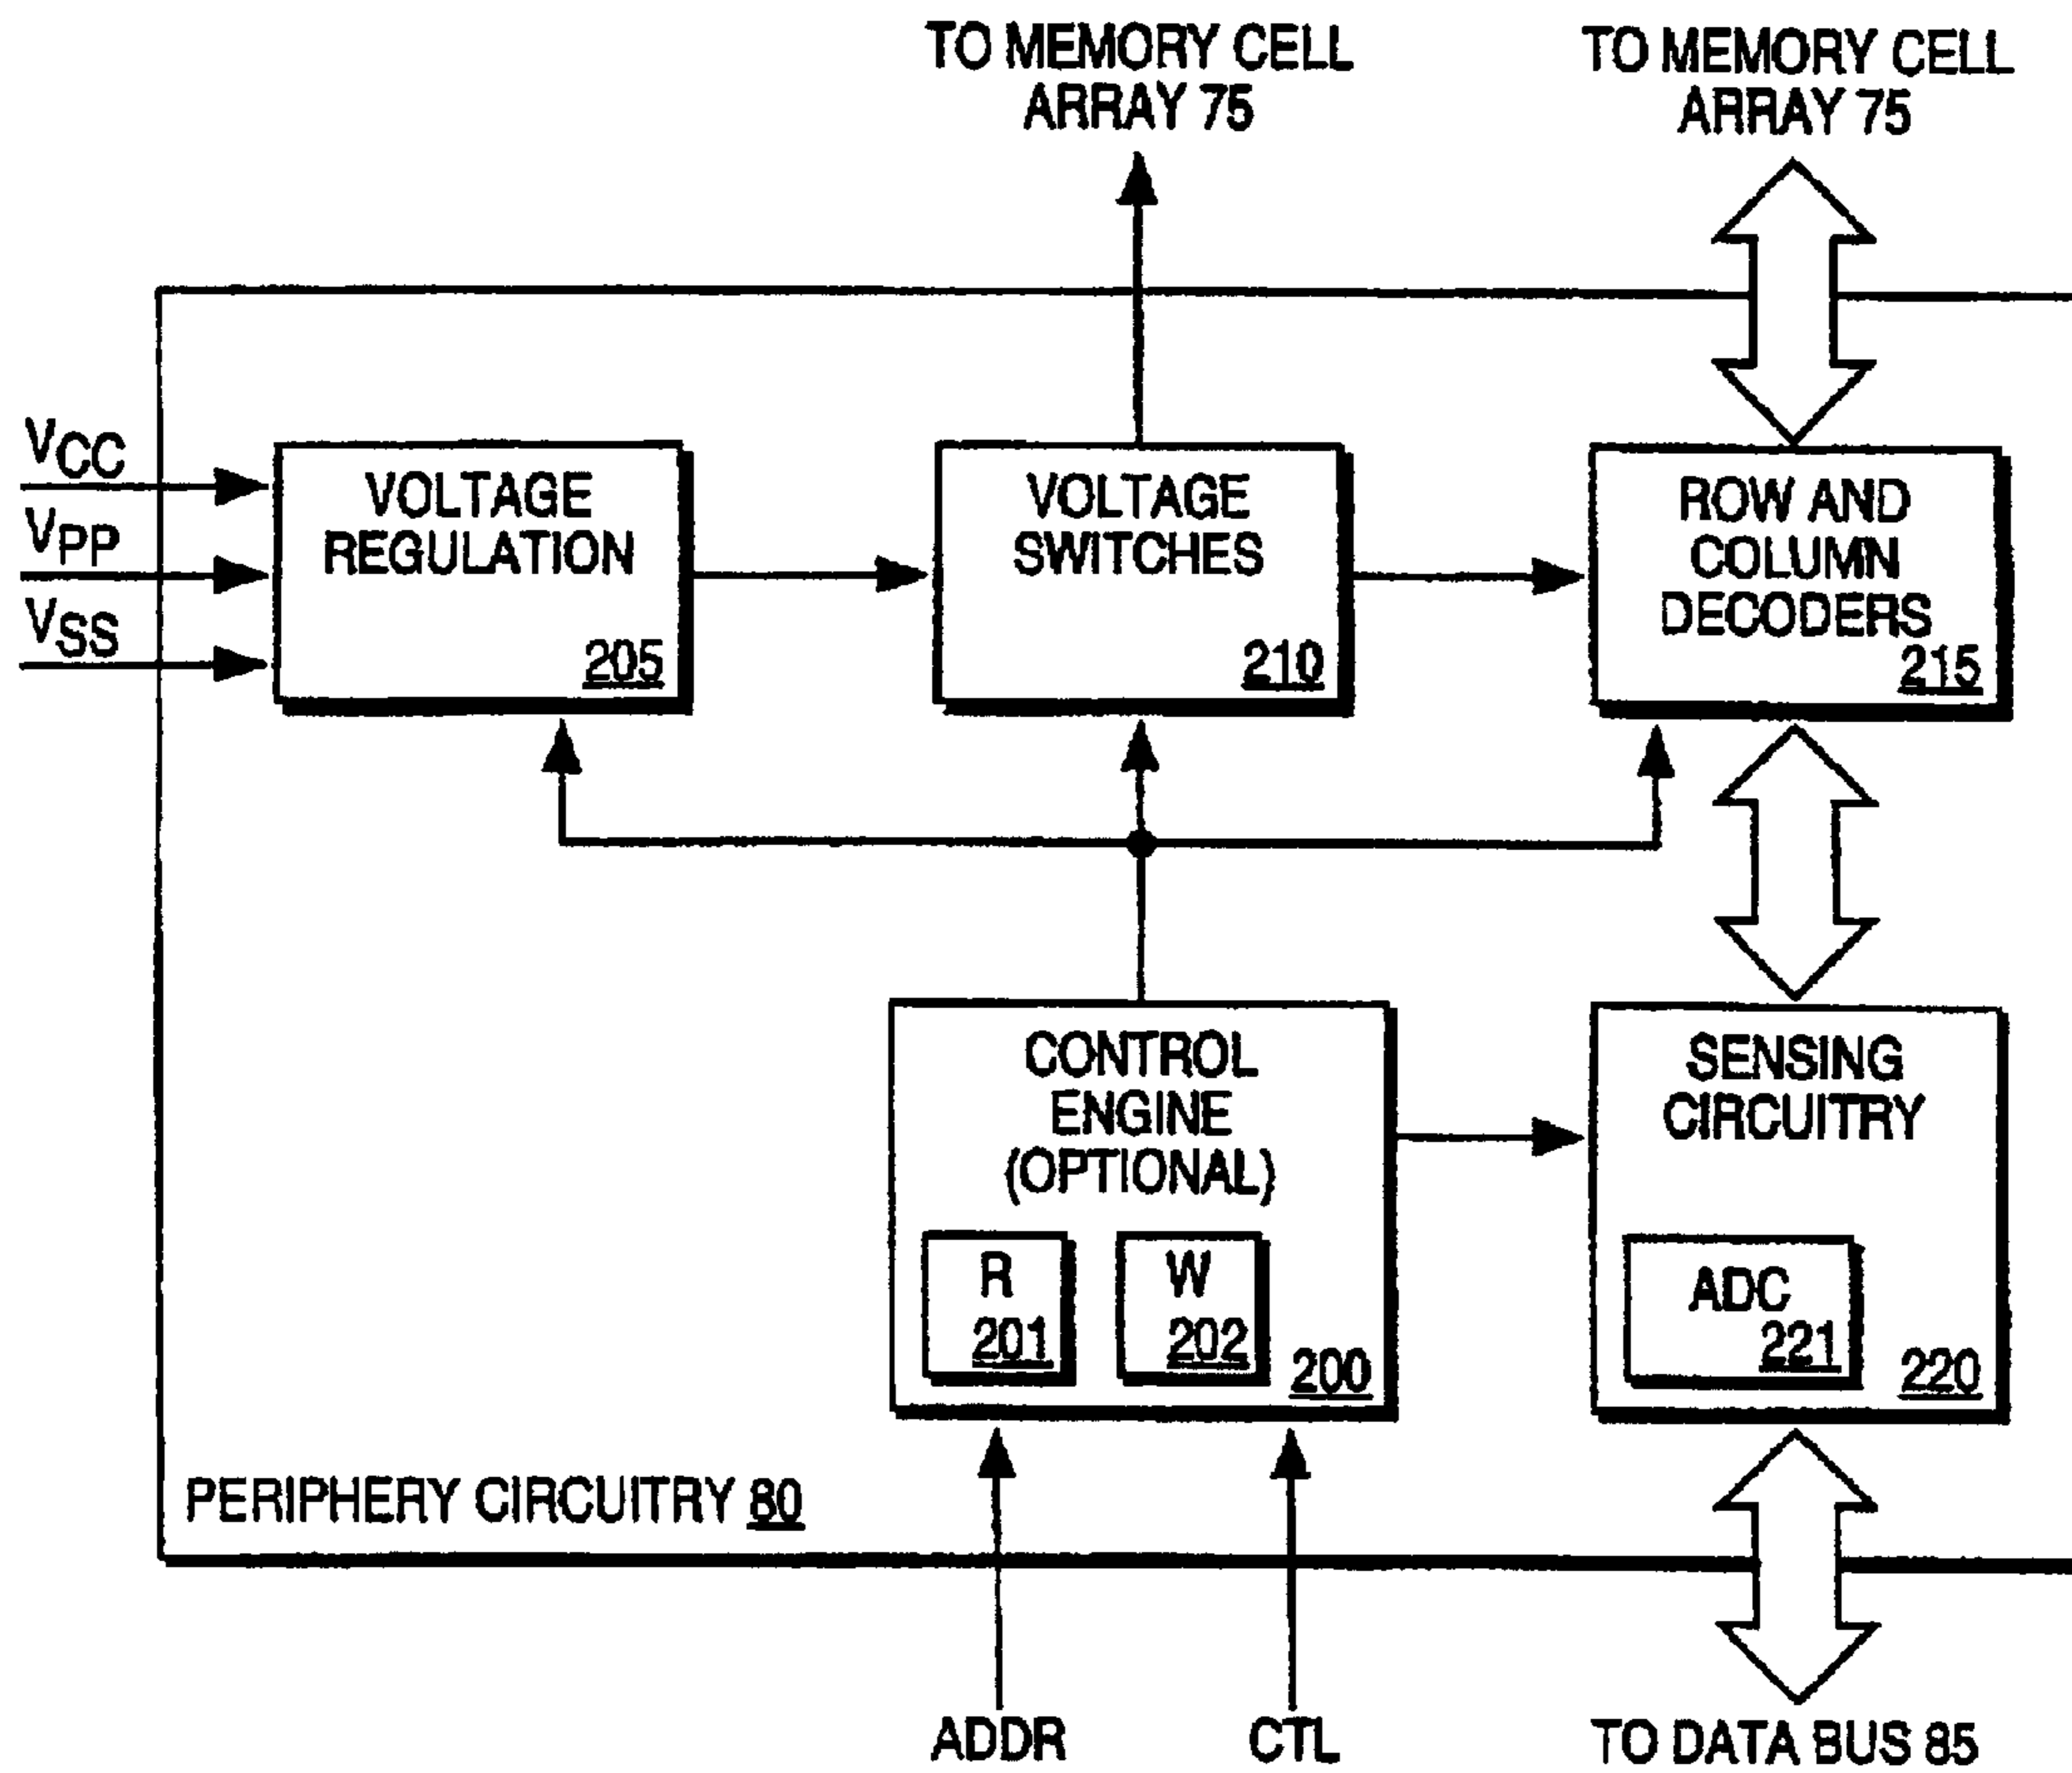 TO MEMORY CELL
ARRAY 75
TO MEMORY CELL
ARRAY 75
VCC
VPP
VSS
VOLTAGE
REGULATION
205
VOLTAGE
SWITCHES
210
ROW AND
COLUMN
DECODERS
215
CONTROL
ENGINE
(OPTIONAL)
R
201
W
202
200
SENSING
CIRCUITRY
ADC
221
220
PERIPHERY CIRCUITRY 80
ADDR
CTL
TO DATA BUS 85